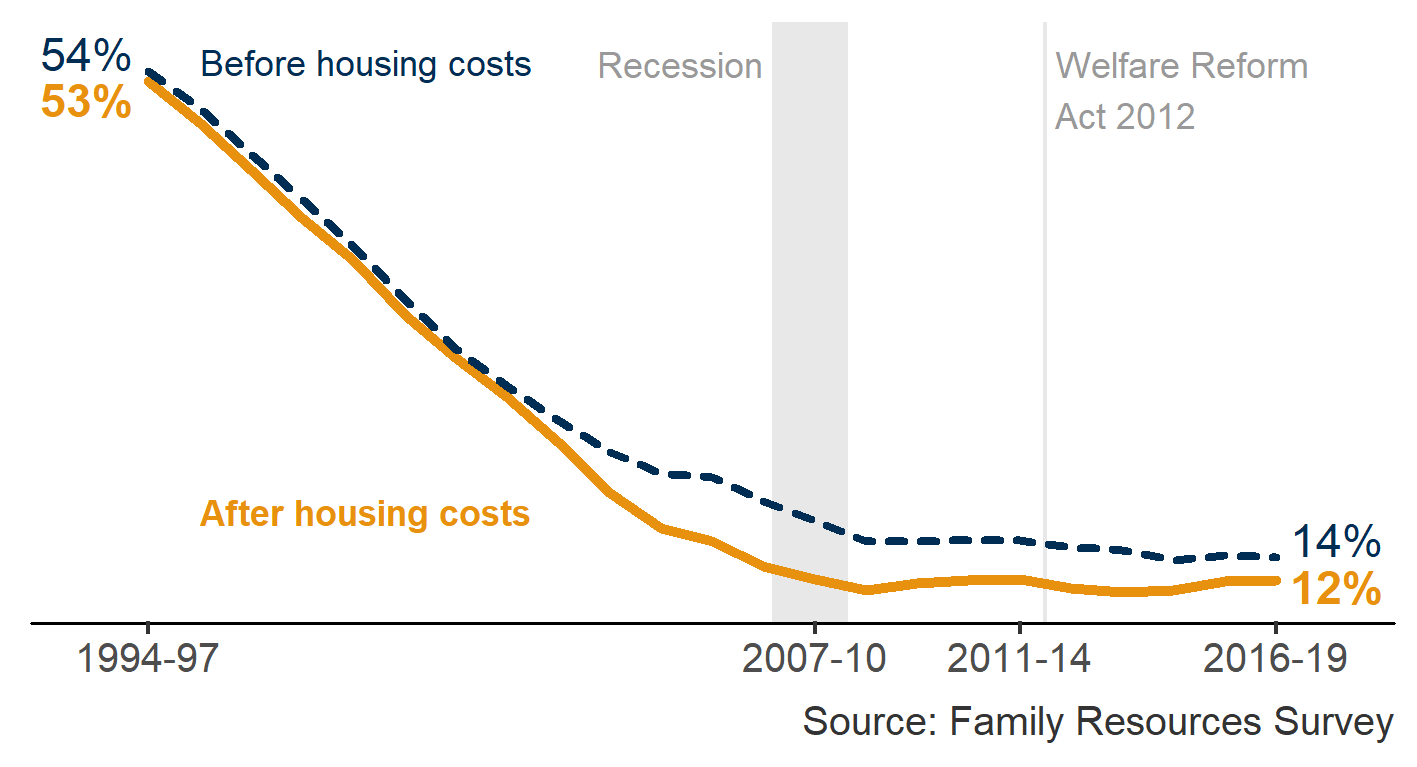 54%
53%
Before housing costs
Recession
Welfare Reform
Act 2012
After housing costs
14%
12%
1994-97
2007-10
2011-14
2016-19
Source: Family Resources Survey